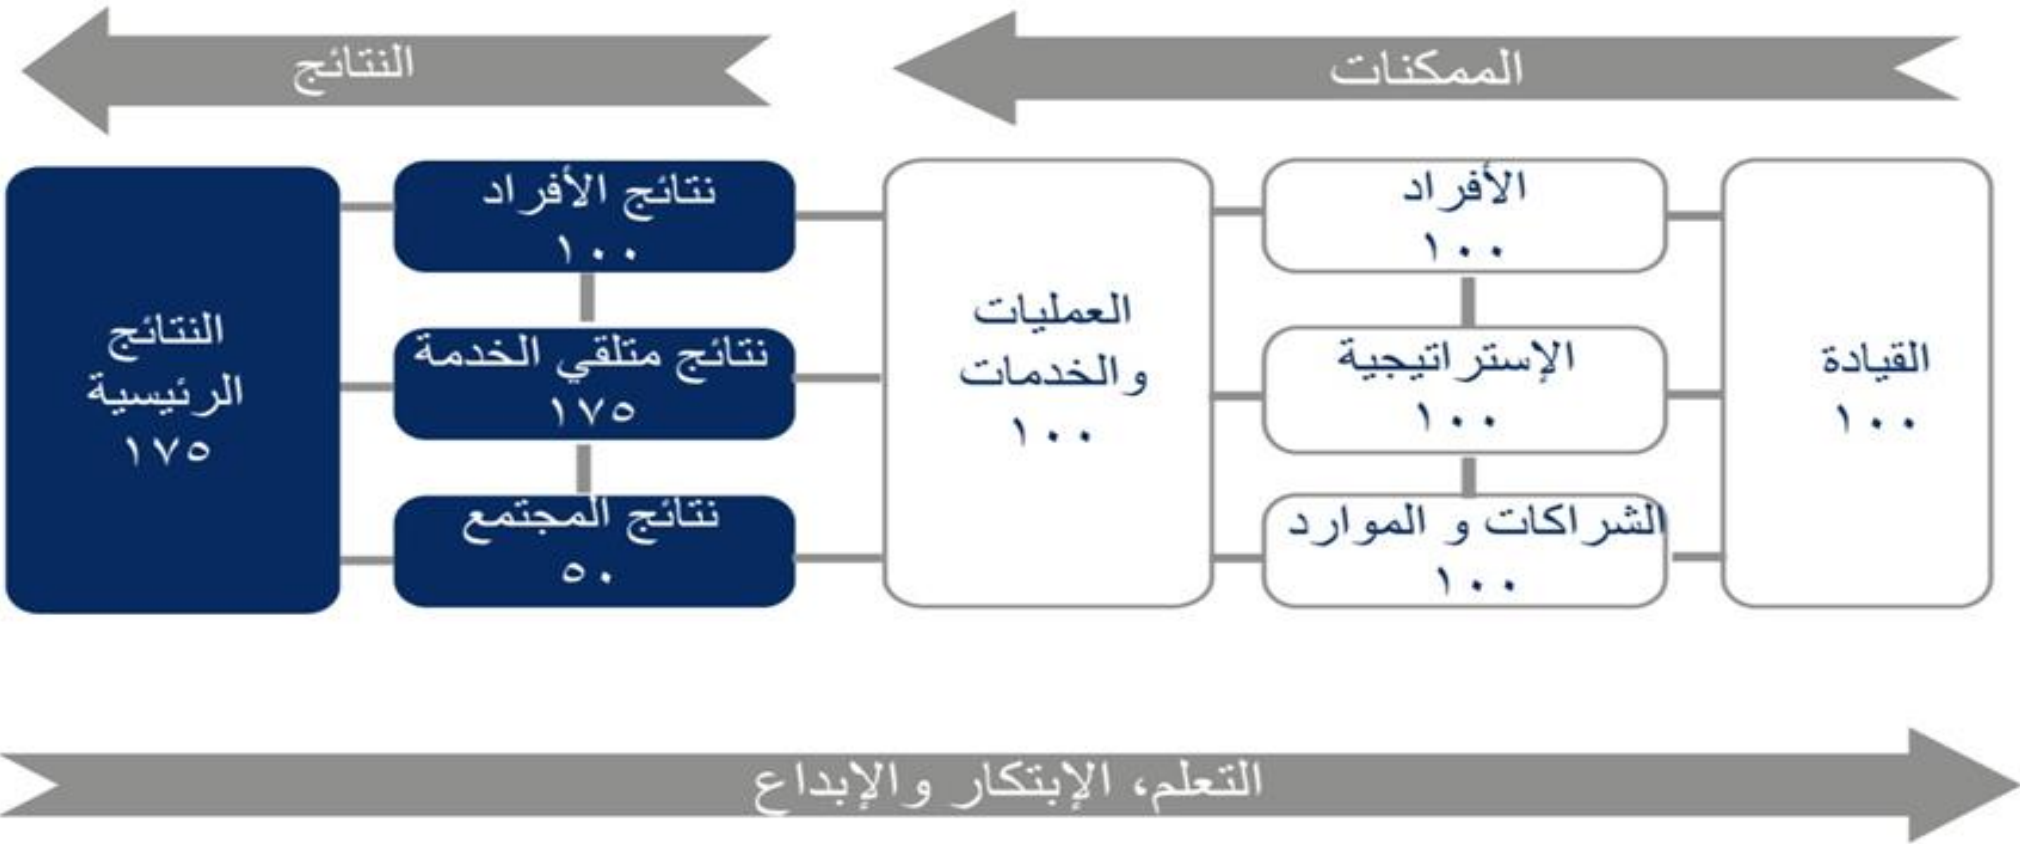 الممكنات
النتائج
القيادة
١٠٠
الأفراد
١٠٠
الإستراتيجية
١٠٠
الشراكات و الموارد
١٠٠
العمليات
والخدمات
١٠٠
نتائج الأفراد
١٠٠
نتائج متلقي الخدمة
١٧٥
نتائج المجتمع
٥٠
النتائج
الرئيسية
١٧٥
التعلم، الإبتكار والإبداع